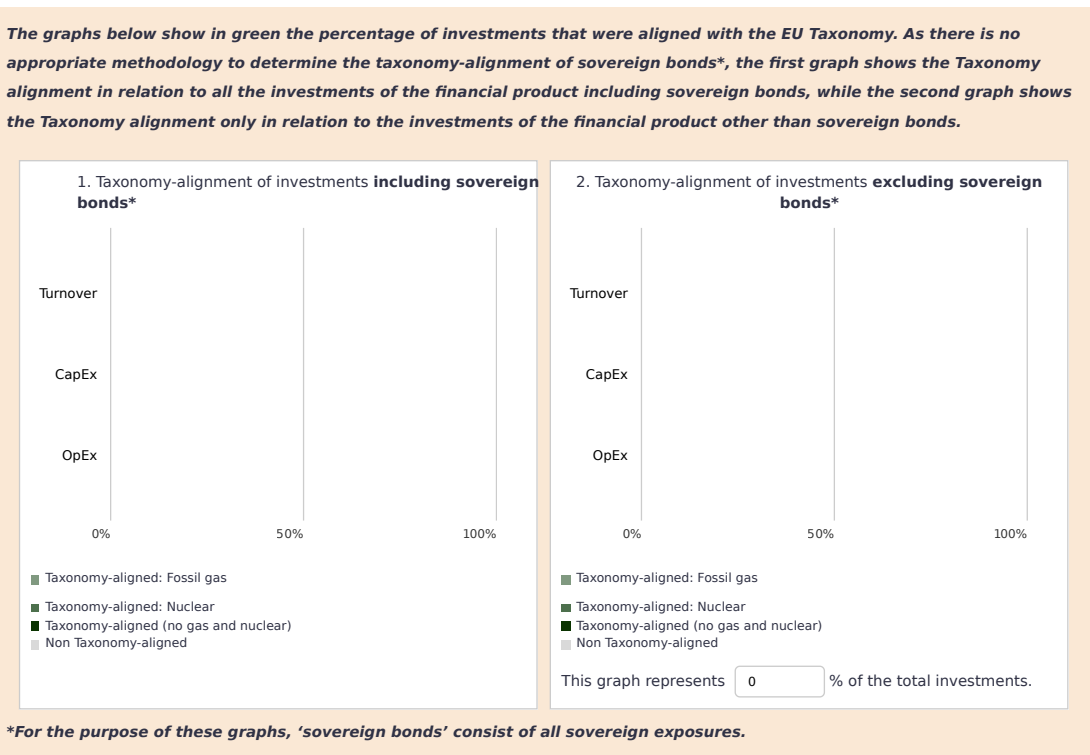 The graphs below show in green the percentage of investments that were aligned with the EU Taxonomy. As there is no
appropriate methodology to determine the taxonomy-alignment of sovereign bonds*, the first graph shows the Taxonomy
alignment in relation to all the investments of the financial product including sovereign bonds, while the second graph shows
the Taxonomy alignment only in relation to the investments of the financial product other than sovereign bonds.
1. Taxonomy-alignment of investments including sovereign
bonds*
Turnover
CapEx
OpEx
0% 50% 100%
Taxonomy-aligned: Fossil gas
Taxonomy-aligned: Nuclear
Taxonomy-aligned (no gas and nuclear)
Non Taxonomy-aligned
2. Taxonomy-alignment of investments excluding sovereign
bonds*
Turnover
CapEx
OpEx
0% 50% 100%
Taxonomy-aligned: Fossil gas
Taxonomy-aligned: Nuclear
Taxonomy-aligned (no gas and nuclear)
Non Taxonomy-aligned
This graph represents 0 % of the total investments.
*For the purpose of these graphs, ‘sovereign bonds’ consist of all sovereign exposures.